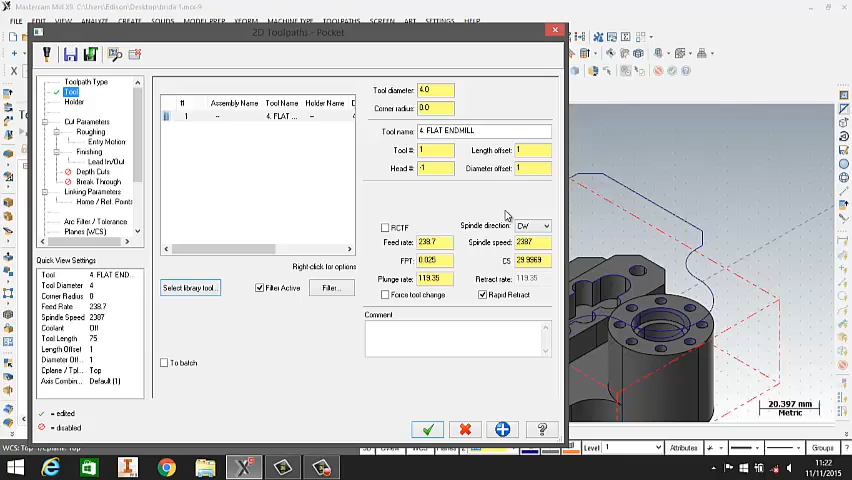 Mastercam Mill X9 C:\Users\Edison\Desktop\
FILE
MODEL PREP
XFORM
MACHINE TYPE
TOOLPATHS
SCREEN
ART
SETTINGS
HELP
2D Toolpaths - Pocket
Toolpath Type
Tool
Holder
Cut Parameters
Roughing
Entry Motion
Finishing
Lead In/Out
Depth Cuts
Break Through
Linking Parameters
Home / Ref. Points
Arc Filter / Tolerance
Planes (WCS)
Quick View Settings
Tool 4. FLAT END...
Tool Diameter 4
Corner Radius 0
Feed Rate 238.7
Spindle Speed 2387
Coolant Off
Tool Length 75
Length Offset 1
Diameter Off... 1
Cplane / Tpl... Top
Axis Combin... Default (1)
= edited
= disabled
# Assembly Name Tool Name Holder Name
1 -- 4. FLAT ... --
Right-click for options
Select library tool...
Filter Active
Filter...
To batch
Tool diameter: 4.0
Corner radius: 0.0
Tool name: 4. FLAT ENDMILL
Tool #: 1 Length offset: 1
Head #: -1 Diameter offset: 1
RCTF Spindle direction: CW
Feed rate: 238.7 Spindle speed: 2387
FPT: 0.025 CS 29.9969
Plunge rate: 119.35 Retract rate: 119.35
Force tool change Rapid Retract
Comment
20.397 mm
Metric
Level 1
Attributes
Groups
11:22
11/11/2015